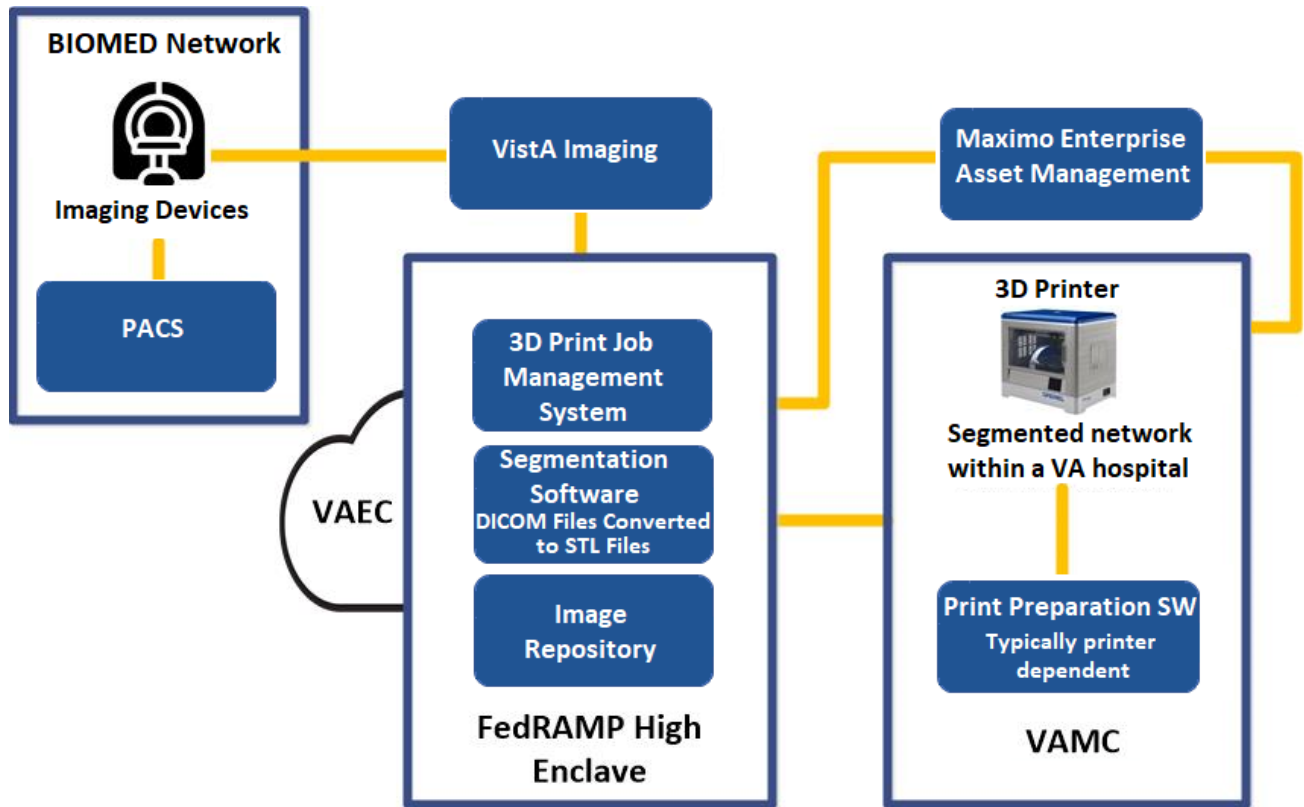 BIOMED Network
Imaging Devices
PACS
VistA Imaging
Maximo Enterprise
Asset Management
VAEC
3D Print Job
Management
System
Segmentation
Software
DICOM Files Converted
to STL Files
Image
Repository
FedRAMP High
Enclave
3D Printer
Segmented network
within a VA hospital
Print Preparation SW
Typically printer
dependent
VAMC